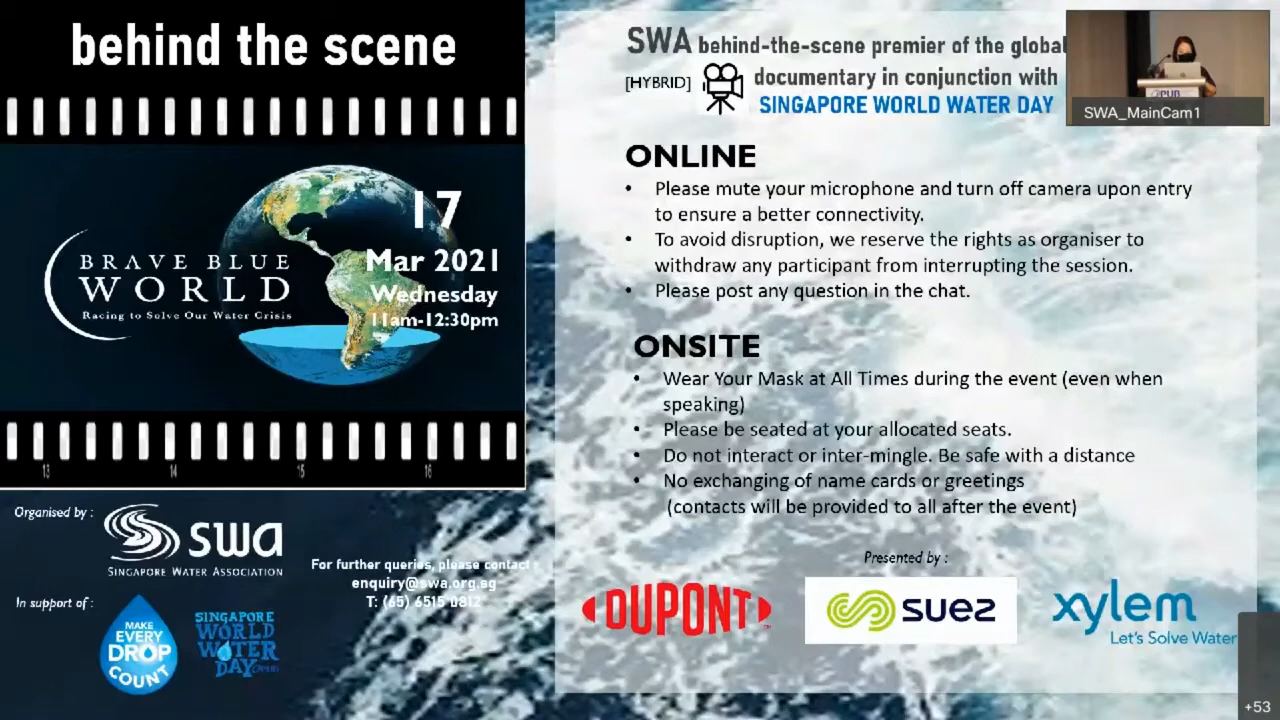 behind the scene
BRAVE BLUE
WORLD
Racing to Solve Our Water Crisis
17
Mar 2021
Wednesday
11am-12:30pm
13 14 15 16
Organised by :
swa
SINGAPORE WATER ASSOCIATION
In support of :
MAKE
EVERY
DROP
COUNT
SINGAPORE
WORLD
WATER
DAY
For further queries, please contact :
enquiry@swa.org.sg
T: (65) 6515 0812
SWA behind-the-scene premier of the global
[HYBRID] documentary in conjunction with
SINGAPORE WORLD WATER DAY
PUB
SWA_MainCam1
ONLINE
• Please mute your microphone and turn off camera upon entry
to ensure a better connectivity.
• To avoid disruption, we reserve the rights as organiser to
withdraw any participant from interrupting the session.
• Please post any question in the chat.
ONSITE
• Wear Your Mask at All Times during the event (even when
speaking)
• Please be seated at your allocated seats.
• Do not interact or inter-mingle. Be safe with a distance
• No exchanging of name cards or greetings
(contacts will be provided to all after the event)
Presented by :
DUPONT
suez
xylem
Let's Solve Water
+53